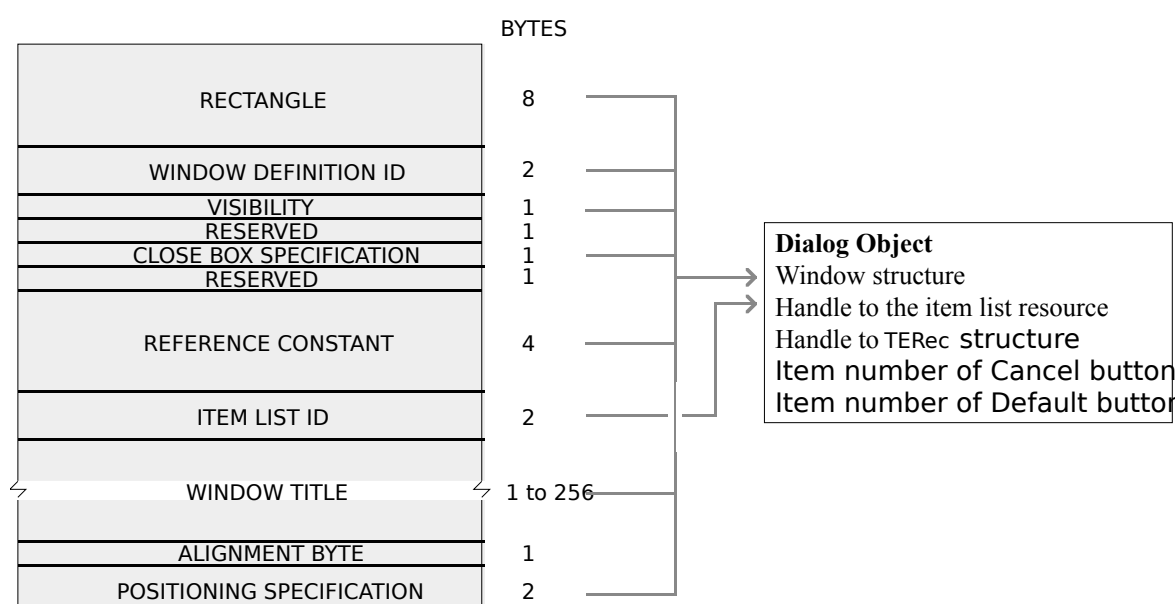 BYTES
RECTANGLE 8
WINDOW DEFINITION ID 2
VISIBILITY 1
RESERVED 1
CLOSE BOX SPECIFICATION 1
RESERVED 1
REFERENCE CONSTANT 4
ITEM LIST ID 2
WINDOW TITLE 1 to 256
ALIGNMENT BYTE 1
POSITIONING SPECIFICATION 2
Dialog Object
Window structure
Handle to the item list resource
Handle to TERec structure
Item number of Cancel button
Item number of Default button